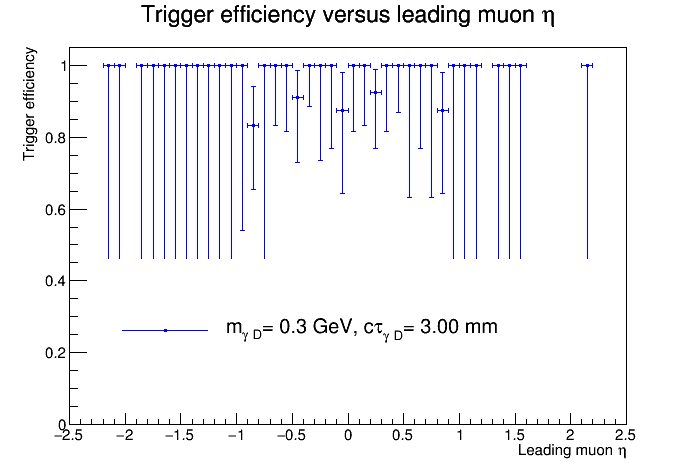 Trigger efficiency versus leading muon η
Trigger efficiency
1
0.8
0.6
0.4
0.2
0
mγ D= 0.3 GeV, cτγ D= 3.00 mm
−2.5 −2 −1.5 −1 −0.5 0 0.5 1 1.5 2 2.5
Leading muon η